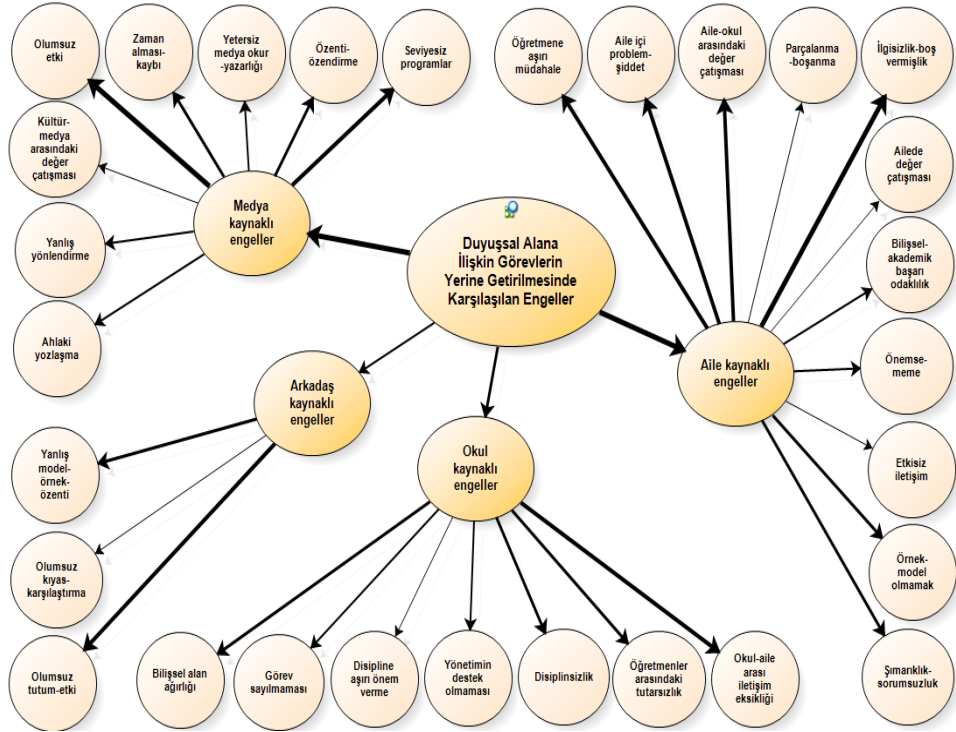 Olumsuz
etki
Zaman
alması-
kaybı
Yetersiz
medya okur
-yazarlığı
Özenti-
özendirme
Seviyesiz
programlar
Öğretmene
aşırı
müdahale
Aile içi
problem-
şiddet
Aile-okul
arasındaki
değer
çatışması
Parçalanma
-boşanma
İlgisizlik-boş
vermişlik
Kültür-
medya
arasındaki
değer
çatışması
Ailede
değer
çatışması
Medya
kaynaklı
engeller
Duyuşsal Alana
İlişkin Görevlerin
Yerine Getirilmesinde
Karşılaşılan Engeller
Yanlış
yönlendirme
Bilişsel-
akademik
başarı
odaklılık
Ahlaki
yozlaşma
Aile kaynaklı
engeller
Önemse-
meme
Arkadaş
kaynaklı
engeller
Okul
kaynaklı
engeller
Yanlış
model-
örnek-
özenti
Etkisiz
iletişim
Olumsuz
kıyas-
karşılaştırma
Örnek-
model
olmamak
Olumsuz
tutum-etki
Bilişsel alan
ağırlığı
Görev
sayılmaması
Disipline
aşırı önem
verme
Yönetimin
destek
olmaması
Disiplinsizlik
Öğretmenler
arasındaki
tutarsızlık
Okul-aile
arası
iletişim
eksikliği
Şımarıklık-
sorumsuzluk